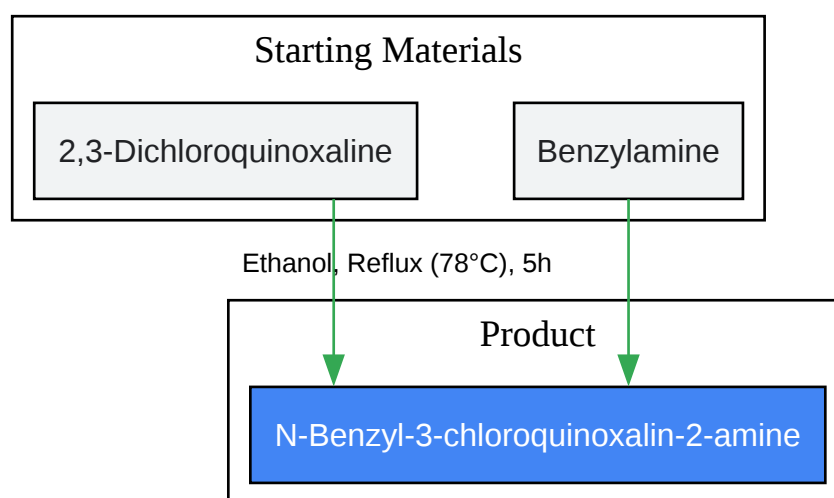 Starting Materials
2,3-Dichloroquinoxaline
Benzylamine
Ethanol, Reflux (78°C), 5h
Product
N-Benzyl-3-chloroquinoxalin-2-amine